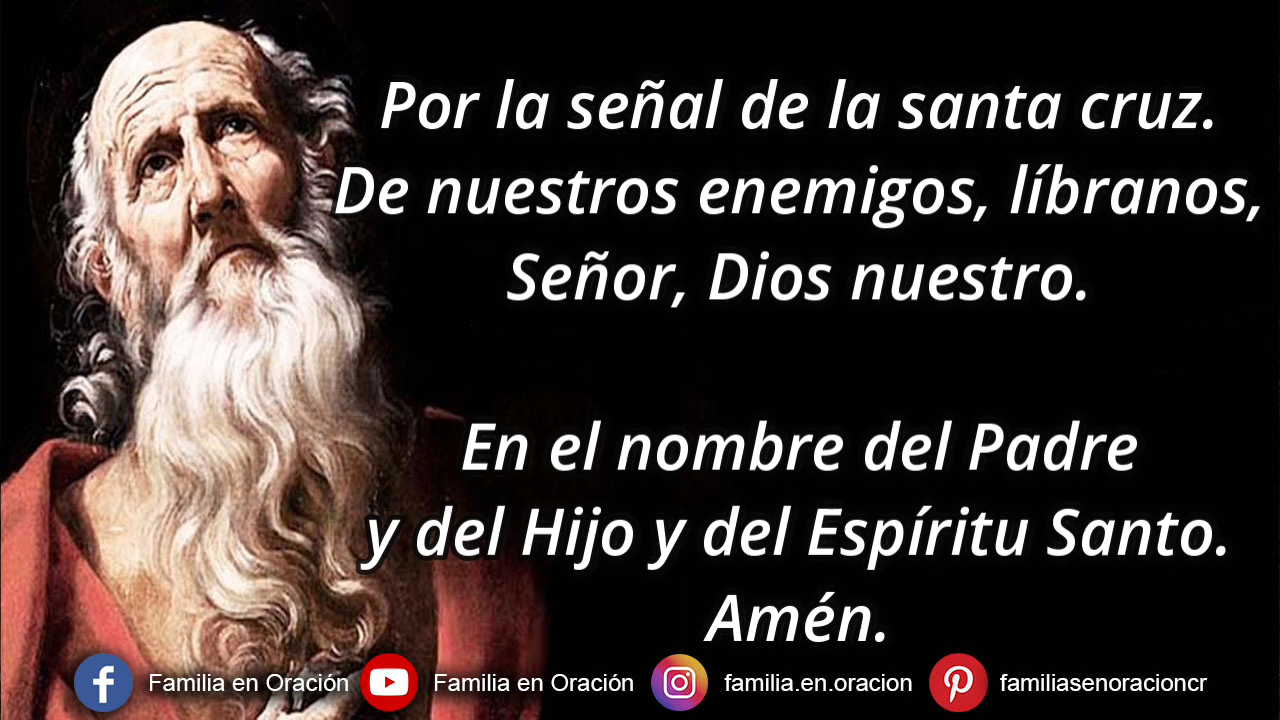 Por la señal de la santa cruz.
De nuestros enemigos, líbranos,
Señor, Dios nuestro.
En el nombre del Padre
y del Hijo y del Espíritu Santo.
Amén.
Familia en Oración Familia en Oración familia.en.oracion familiasenoracioncr